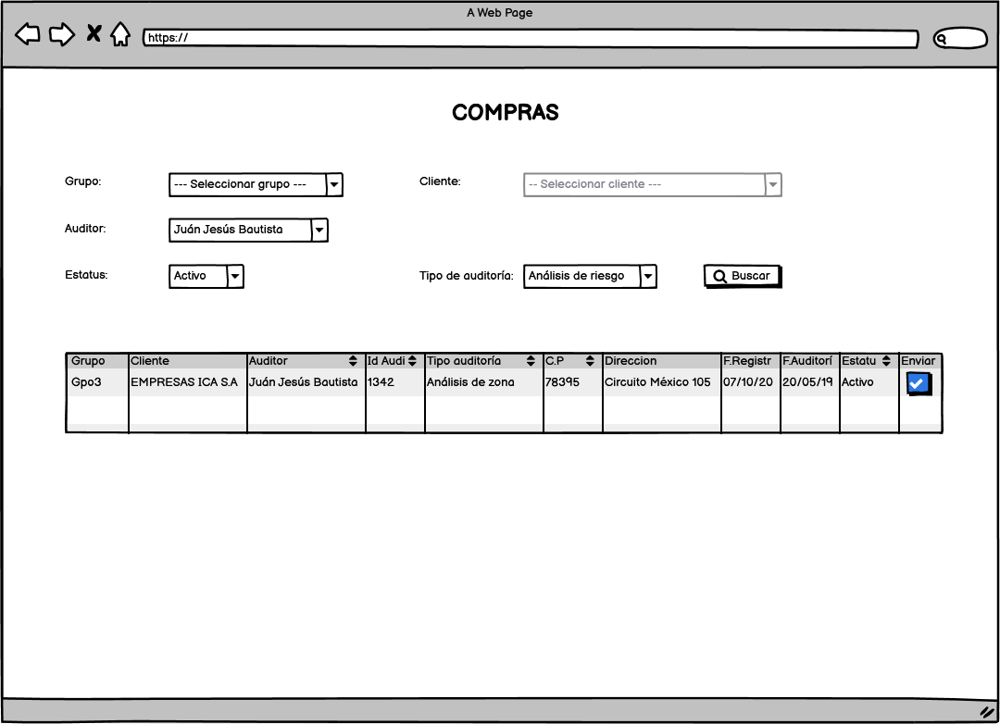 A Web Page
https://
COMPRAS
Grupo: --- Seleccionar grupo --- Cliente: -- Seleccionar cliente ---
Auditor: Juán Jesús Bautista
Estatus: Activo Tipo de auditoría: Análisis de riesgo Buscar
Grupo Cliente Auditor Id Audi Tipo auditoría C.P Direccion F.Registr F.Auditorí Estatu Enviar
Gpo3 EMPRESAS ICA S.A Juán Jesús Bautista 1342 Análisis de zona 78395 Circuito México 105 07/10/20 20/05/19 Activo